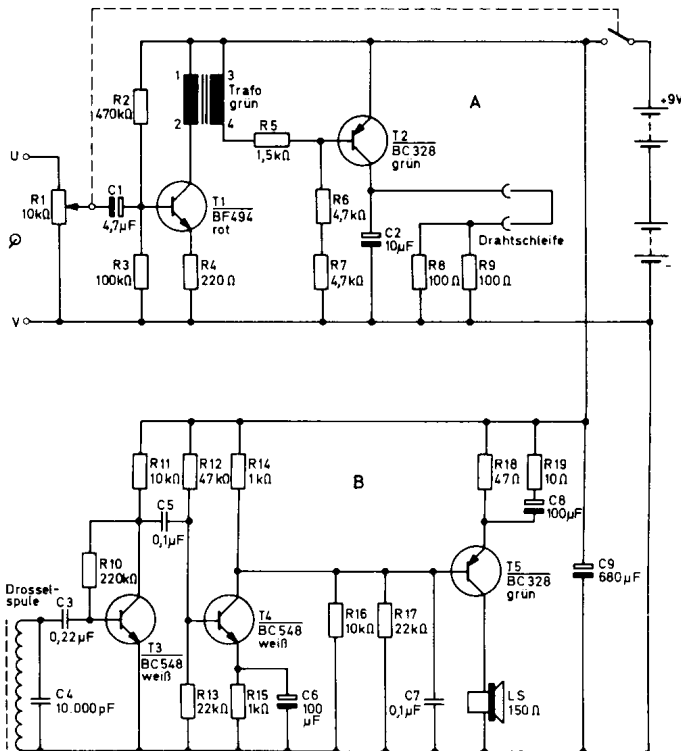 A
+9V
-
1
3
Trafo
grün
2
4
R2
470kΩ
R5
1,5kΩ
T2
BC328
grün
U
R1
10kΩ
C1
4,7µF
T1
BF494
rot
R6
4,7kΩ
C2
10µF
Drahtschleife
R3
100kΩ
R4
220Ω
R7
4,7kΩ
R8
100Ω
R9
100Ω
V
B
R11
10kΩ
R12
47kΩ
R14
1kΩ
R18
47Ω
R19
10Ω
C5
0,1µF
C8
100µF
R10
220kΩ
T5
BC328
grün
C9
680µF
Drossel-
spule
C3
0,22µF
T3
BC548
weiß
T4
BC548
weiß
R16
10kΩ
R17
22kΩ
C4
10.000pF
R13
22kΩ
R15
1kΩ
C6
100
µF
C7
0,1µF
LS
150Ω